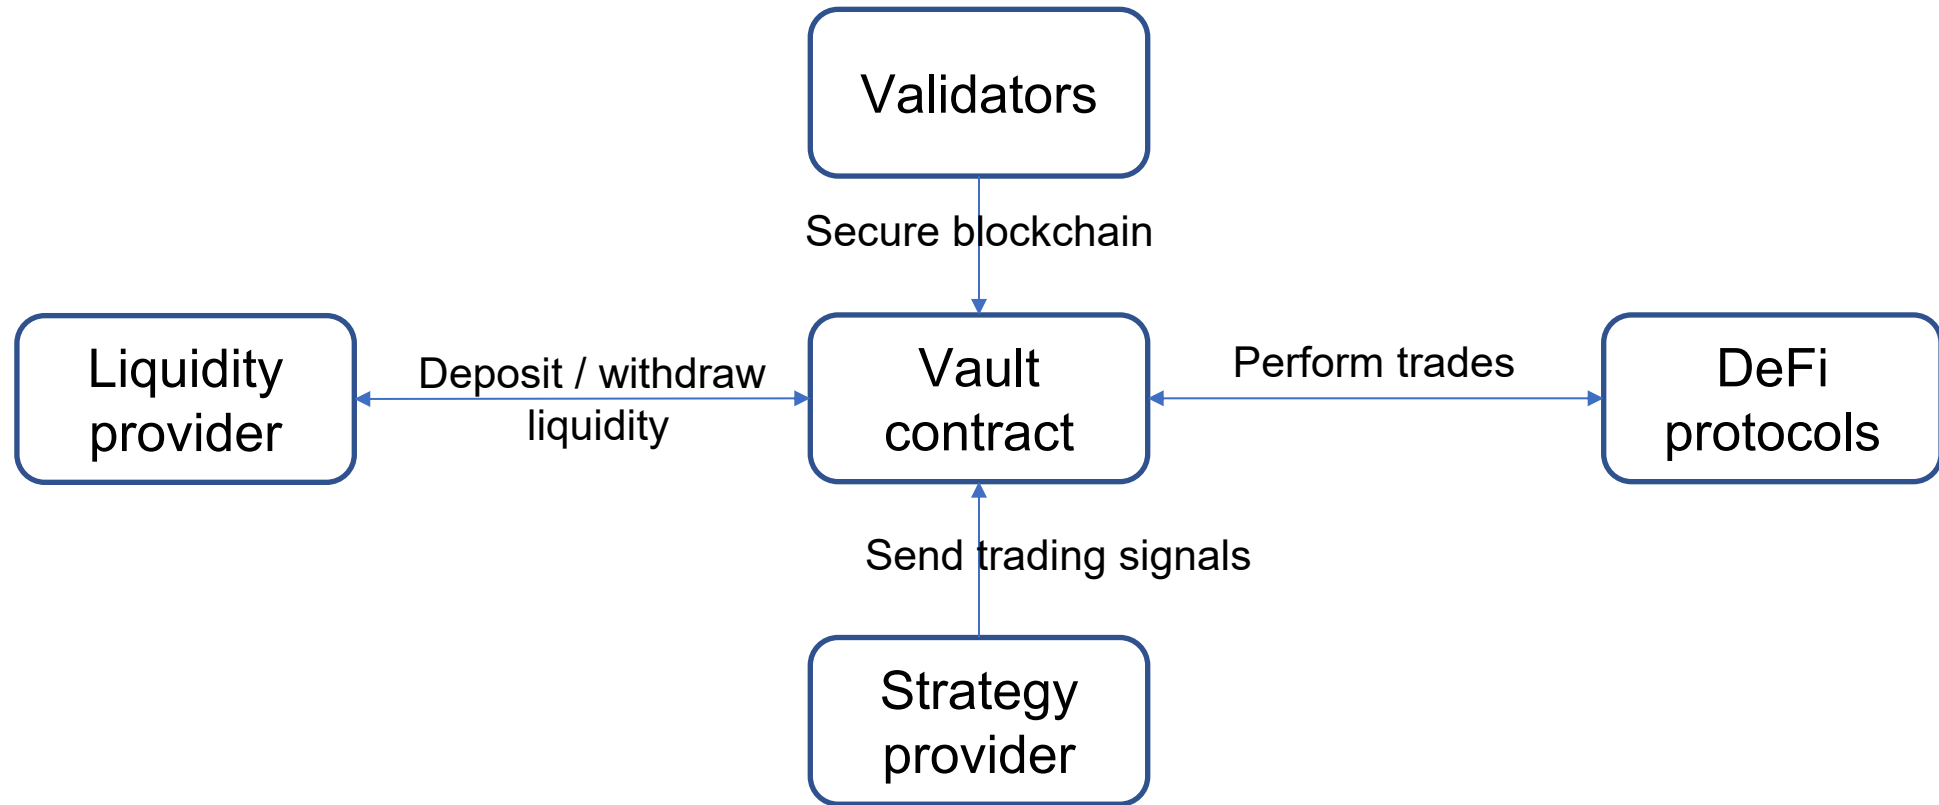 Validators
Secure blockchain
Liquidity
provider
Deposit / withdraw
liquidity
Vault
contract
Perform trades
DeFi
protocols
Send trading signals
Strategy
provider